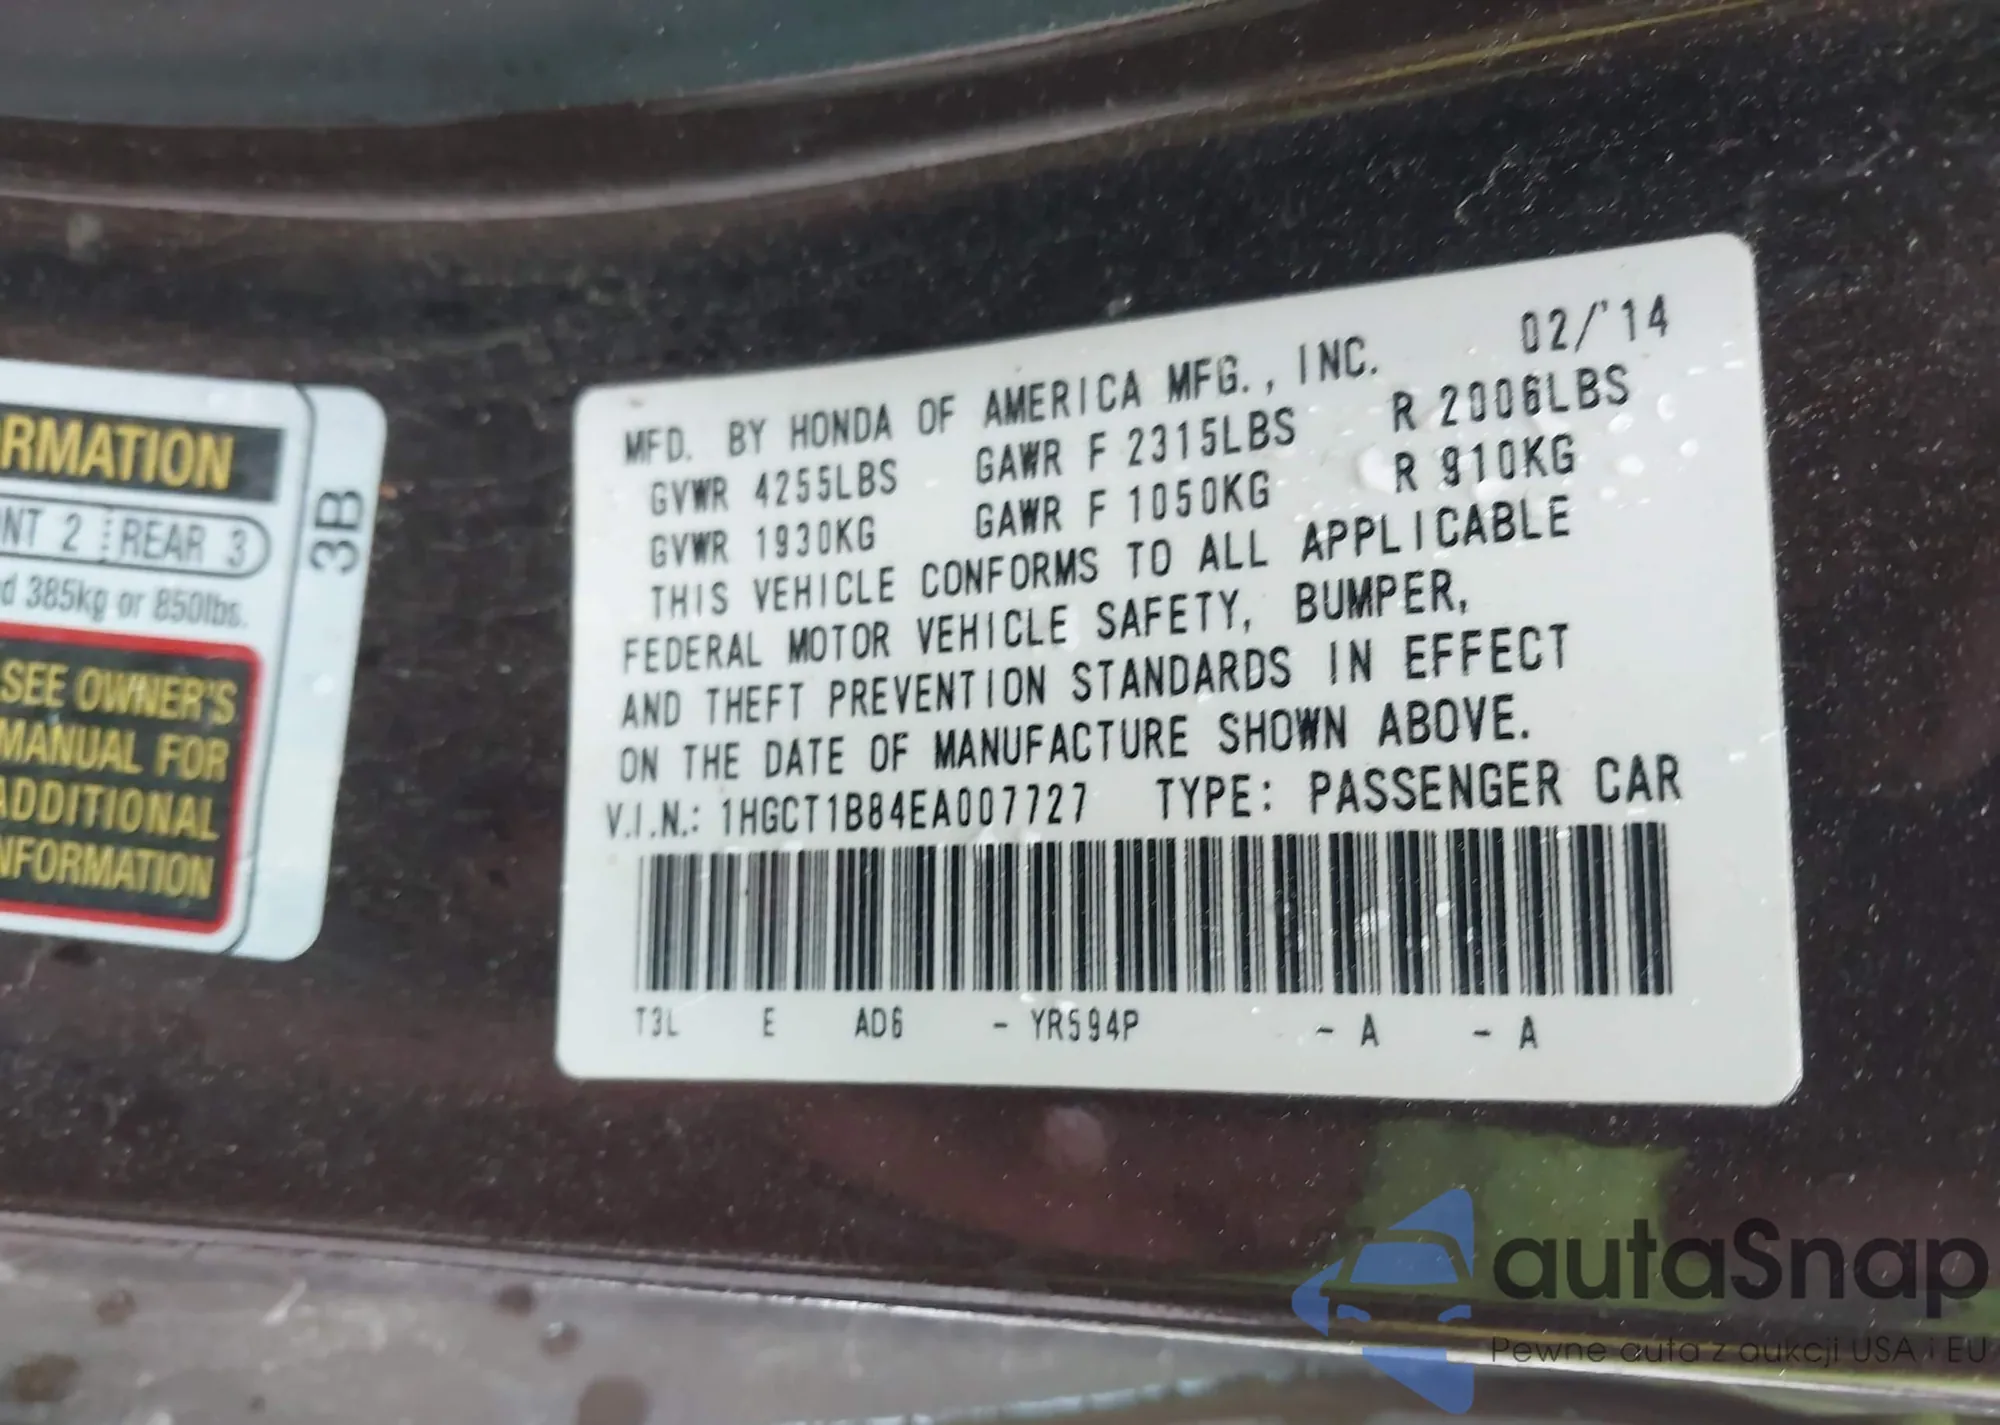 RMATION
NT 2 REAR 3
d 385kg or 850lbs.
3B
SEE OWNER'S
MANUAL FOR
ADDITIONAL
NFORMATION
02/'14
MFD. BY HONDA OF AMERICA MFG., INC.
GVWR 4255LBS GAWR F 2315LBS R 2006LBS
GVWR 1930KG GAWR F 1050KG R 910KG
THIS VEHICLE CONFORMS TO ALL APPLICABLE
FEDERAL MOTOR VEHICLE SAFETY, BUMPER,
AND THEFT PREVENTION STANDARDS IN EFFECT
ON THE DATE OF MANUFACTURE SHOWN ABOVE.
V.I.N.: 1HGCT1B84EA007727 TYPE: PASSENGER CAR
T3L E AD6 - YR594P - A - A
autaSnap
Pewne auta z aukcji USA i EU